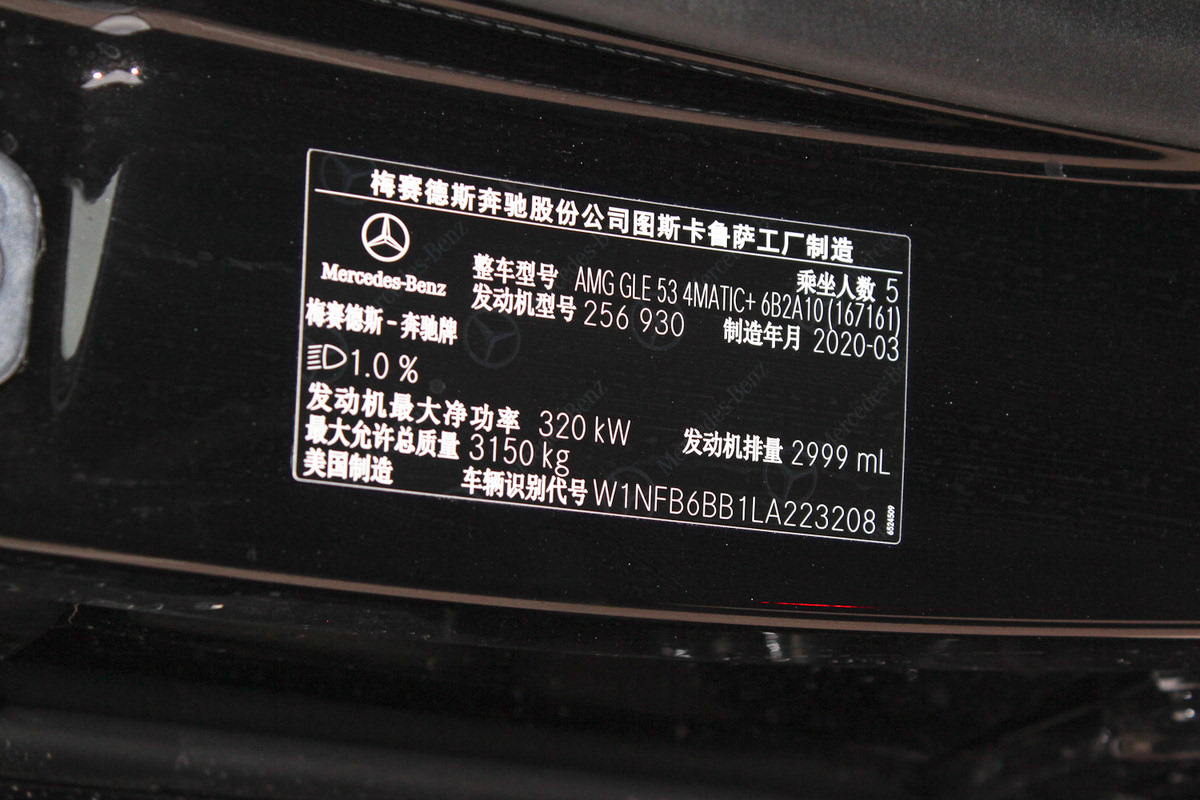 梅赛德斯奔驰股份公司图斯卡鲁萨工厂制造
Mercedes-Benz
整车型号 AMG GLE 53 4MATIC+ 6B2A10 (167161)
乘坐人数 5
发动机型号 256 930
制造年月 2020-03
梅赛德斯-奔驰牌
1.0 %
发动机最大净功率 320 kW
发动机排量 2999 mL
最大允许总质量 3150 kg
美国制造
车辆识别代号 W1NFB6BB1LA223208
6524509